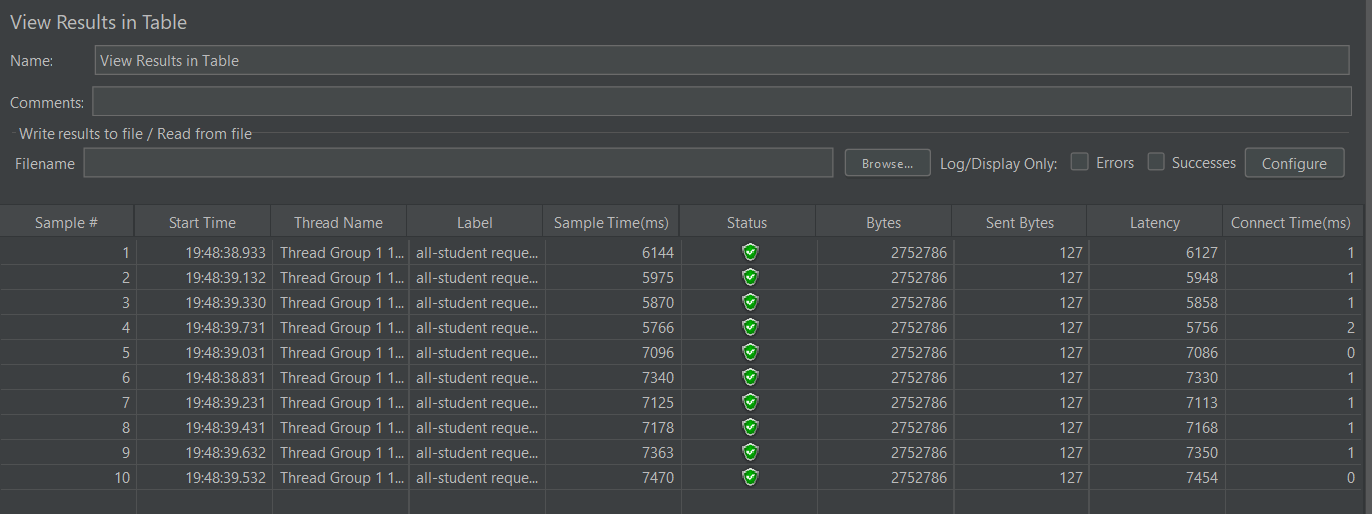 View Results in Table
Name: View Results in Table
Comments:
Write results to file / Read from file
Filename Browse... Log/Display Only: Errors Successes Configure
Sample # Start Time Thread Name Label Sample Time(ms) Status Bytes Sent Bytes Latency Connect Time(ms)
1 19:48:38.933 Thread Group 1 1... all-student reque... 6144 2752786 127 6127 1
2 19:48:39.132 Thread Group 1 1... all-student reque... 5975 2752786 127 5948 1
3 19:48:39.330 Thread Group 1 1... all-student reque... 5870 2752786 127 5858 1
4 19:48:39.731 Thread Group 1 1... all-student reque... 5766 2752786 127 5756 2
5 19:48:39.031 Thread Group 1 1... all-student reque... 7096 2752786 127 7086 0
6 19:48:38.831 Thread Group 1 1... all-student reque... 7340 2752786 127 7330 1
7 19:48:39.231 Thread Group 1 1... all-student reque... 7125 2752786 127 7113 1
8 19:48:39.431 Thread Group 1 1... all-student reque... 7178 2752786 127 7168 1
9 19:48:39.632 Thread Group 1 1... all-student reque... 7363 2752786 127 7350 1
10 19:48:39.532 Thread Group 1 1... all-student reque... 7470 2752786 127 7454 0